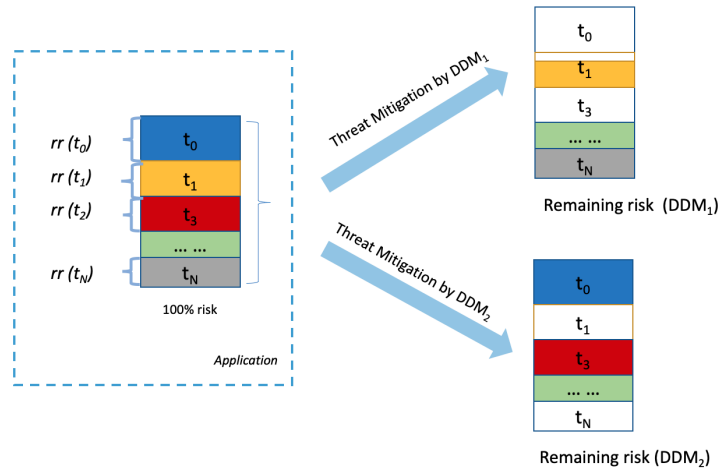 rr (t0)
rr (t1)
rr (t2)
rr (tN)
t0
t1
t3
... ...
tN
100% risk
Application
Threat Mitigation by DDM1
Threat Mitigation by DDM2
t0
t1
t3
... ...
tN
Remaining risk (DDM1)
t0
t1
t3
... ...
tN
Remaining risk (DDM2)